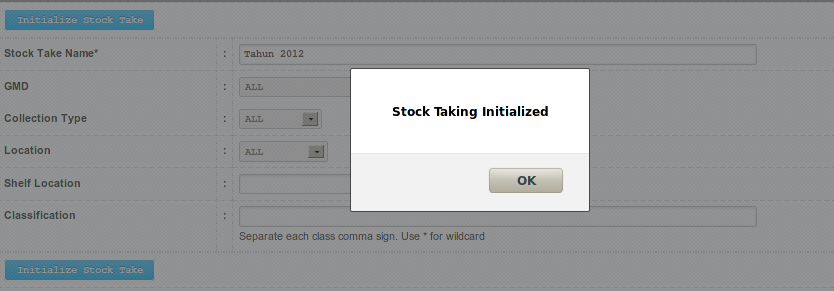 Initialize Stock Take
Stock Take Name* : Tahun 2012
GMD : ALL
Collection Type : ALL
Location : ALL
Shelf Location :
Classification :
Separate each class comma sign. Use * for wildcard
Initialize Stock Take
Stock Taking Initialized
OK